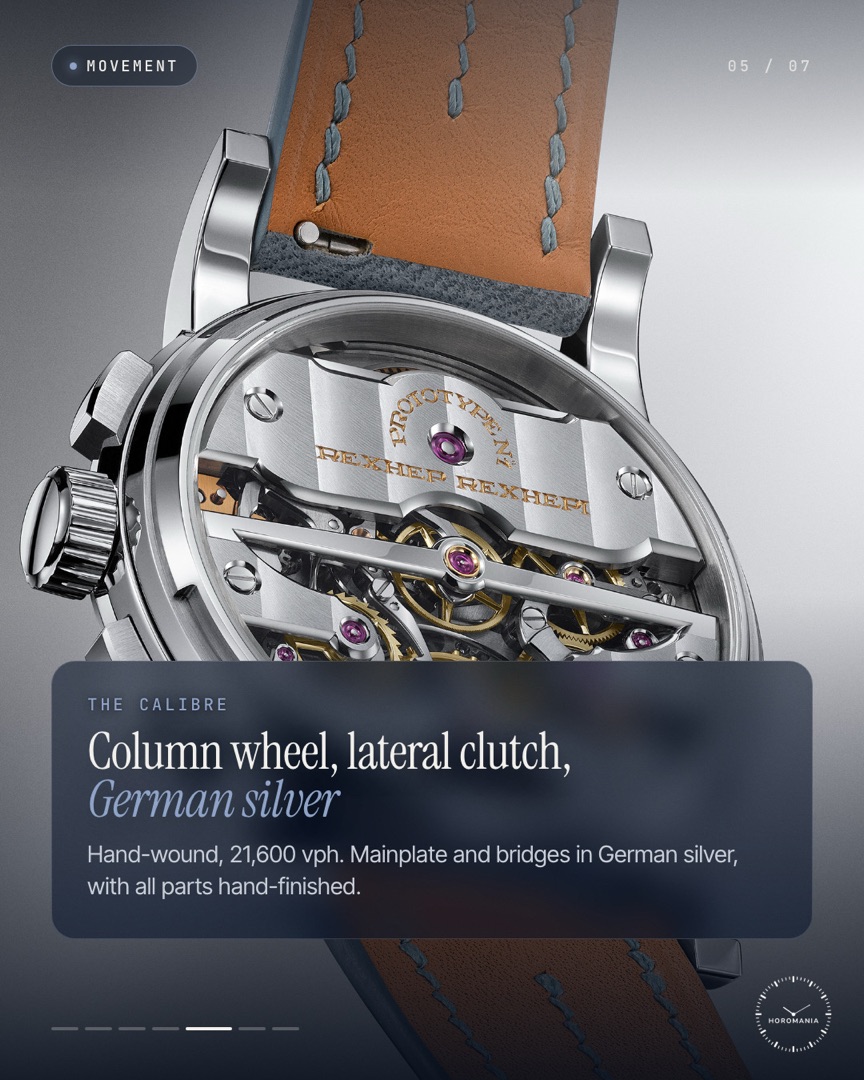 MOVEMENT
05 / 07
PROTOTYPE N°1
REXHEP REXHEPI
THE CALIBRE
Column wheel, lateral clutch,
German silver
Hand-wound, 21,600 vph. Mainplate and bridges in German silver,
with all parts hand-finished.
HOROMANIA